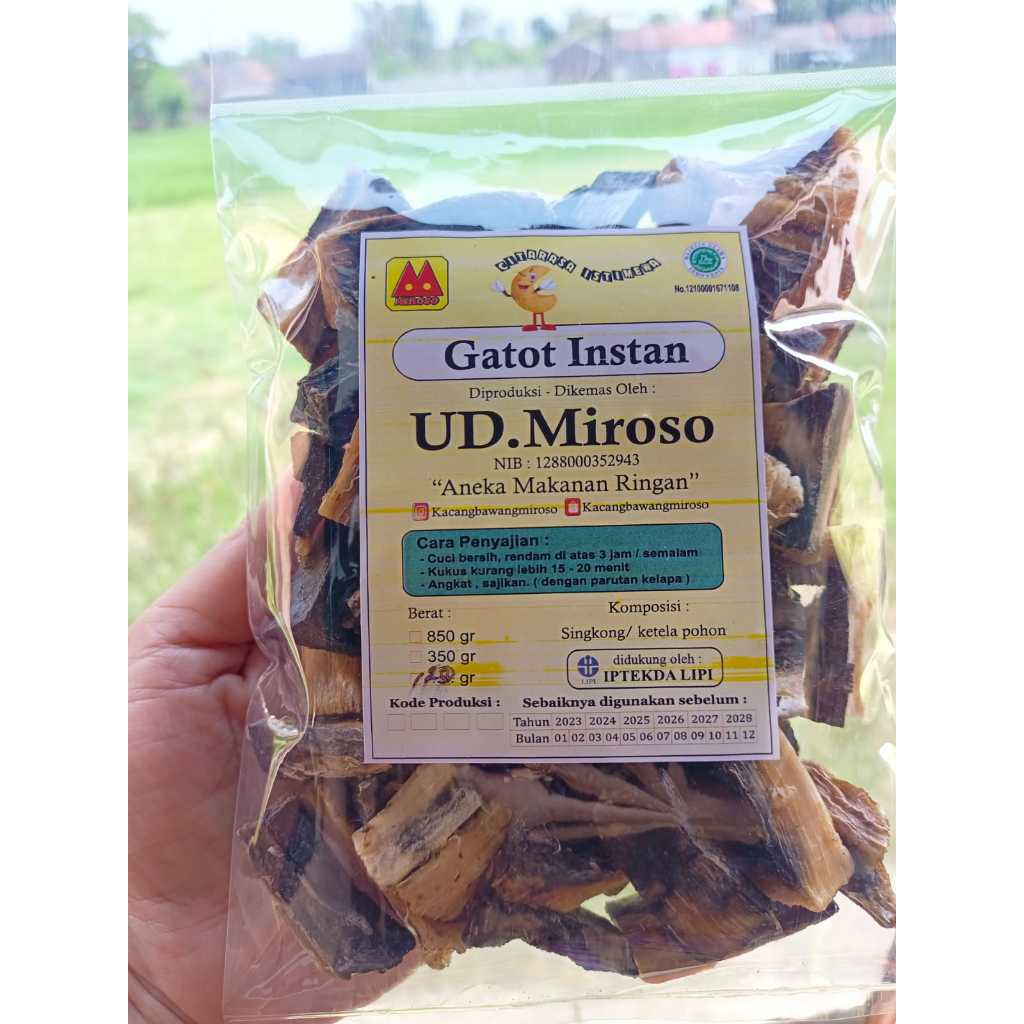 CITARASA ISTIMEWA
MIROSO
No.12100001671108
Gatot Instan
Diproduksi - Dikemas Oleh :
UD.Miroso
NIB : 1288000352943
“Aneka Makanan Ringan”
Kacangbawangmiroso Kacangbawangmiroso
Cara Penyajian :
- Cuci bersih, rendam di atas 3 jam / semalam
- Kukus kurang lebih 15 - 20 menit
- Angkat , sajikan. ( dengan parutan kelapa )
Berat :
850 gr
350 gr
gr
Komposisi :
Singkong/ ketela pohon
LIPI
didukung oleh :
IPTEKDA LIPI
Kode Produksi :
Sebaiknya digunakan sebelum :
Tahun 2023 2024 2025 2026 2027 2028
Bulan 01 02 03 04 05 06 07 08 09 10 11 12